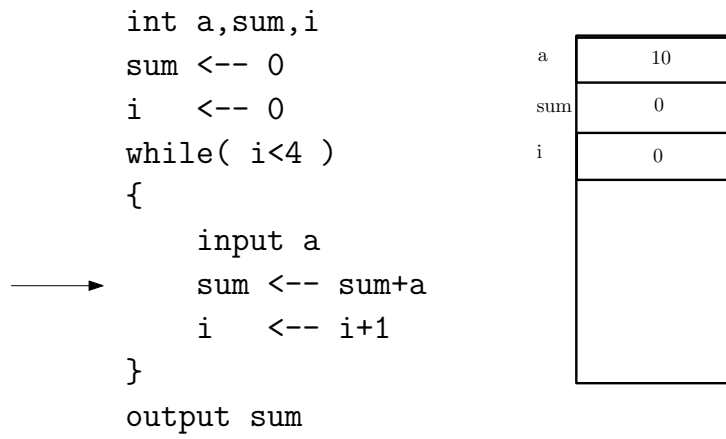 int a,sum,i
sum <-- 0
i <-- 0
while( i<4 )
{
input a
sum <-- sum+a
i <-- i+1
}
output sum
a 10
sum 0
i 0